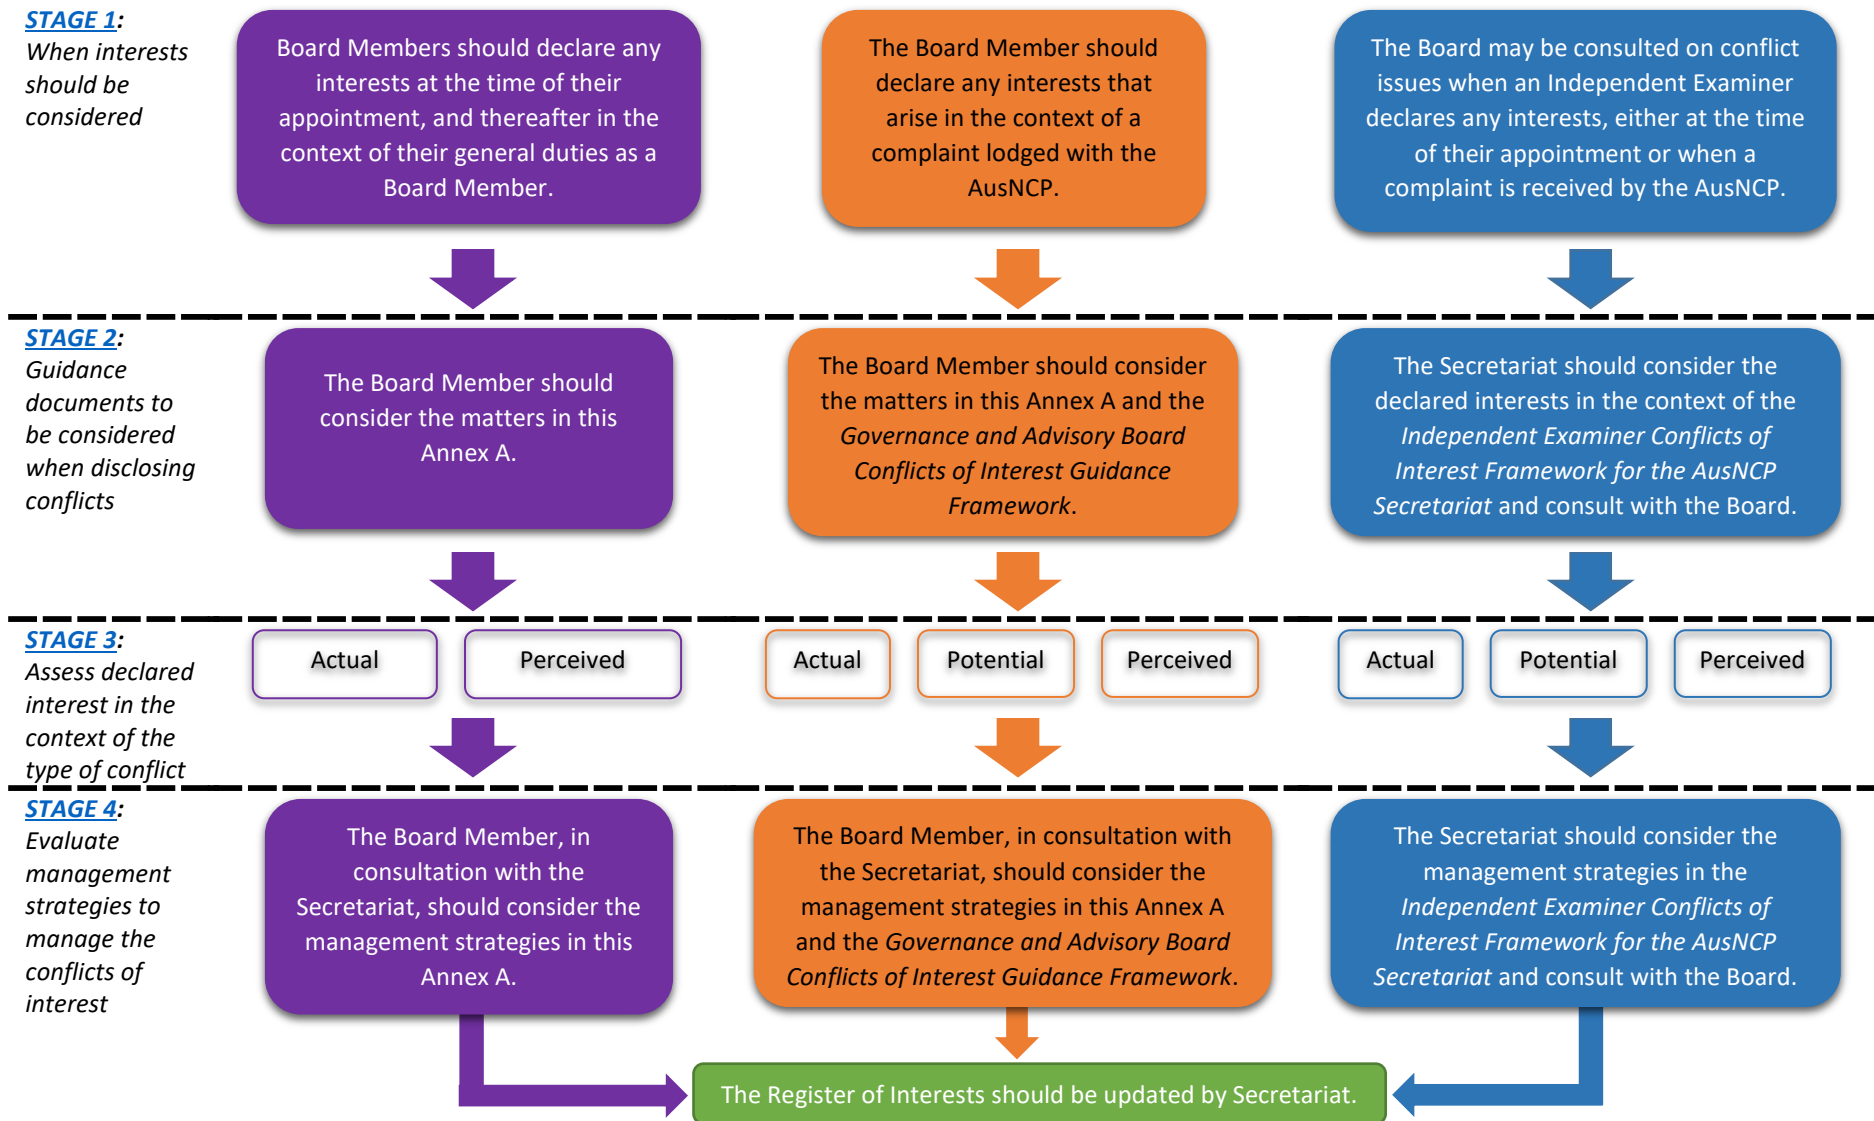 STAGE 1:
When interests
should be
considered
Board Members should declare any
interests at the time of their
appointment, and thereafter in the
context of their general duties as a
Board Member.
The Board Member should
declare any interests that
arise in the context of a
complaint lodged with the
AusNCP.
The Board may be consulted on conflict
issues when an Independent Examiner
declares any interests, either at the time
of their appointment or when a
complaint is received by the AusNCP.
STAGE 2:
Guidance
documents to
be considered
when disclosing
conflicts
The Board Member should
consider the matters in this
Annex A.
The Board Member should consider
the matters in this Annex A and the
Governance and Advisory Board
Conflicts of Interest Guidance
Framework.
The Secretariat should consider the
declared interests in the context of the
Independent Examiner Conflicts of
Interest Framework for the AusNCP
Secretariat and consult with the Board.
STAGE 3:
Assess declared
interest in the
context of the
type of conflict
Actual
Perceived
Actual
Potential
Perceived
Actual
Potential
Perceived
STAGE 4:
Evaluate
management
strategies to
manage the
conflicts of
interest
The Board Member, in
consultation with the
Secretariat, should consider the
management strategies in this
Annex A.
The Board Member, in consultation with
the Secretariat, should consider the
management strategies in this Annex A
and the Governance and Advisory Board
Conflicts of Interest Guidance Framework.
The Secretariat should consider the
management strategies in the
Independent Examiner Conflicts of
Interest Framework for the AusNCP
Secretariat and consult with the Board.
The Register of Interests should be updated by Secretariat.